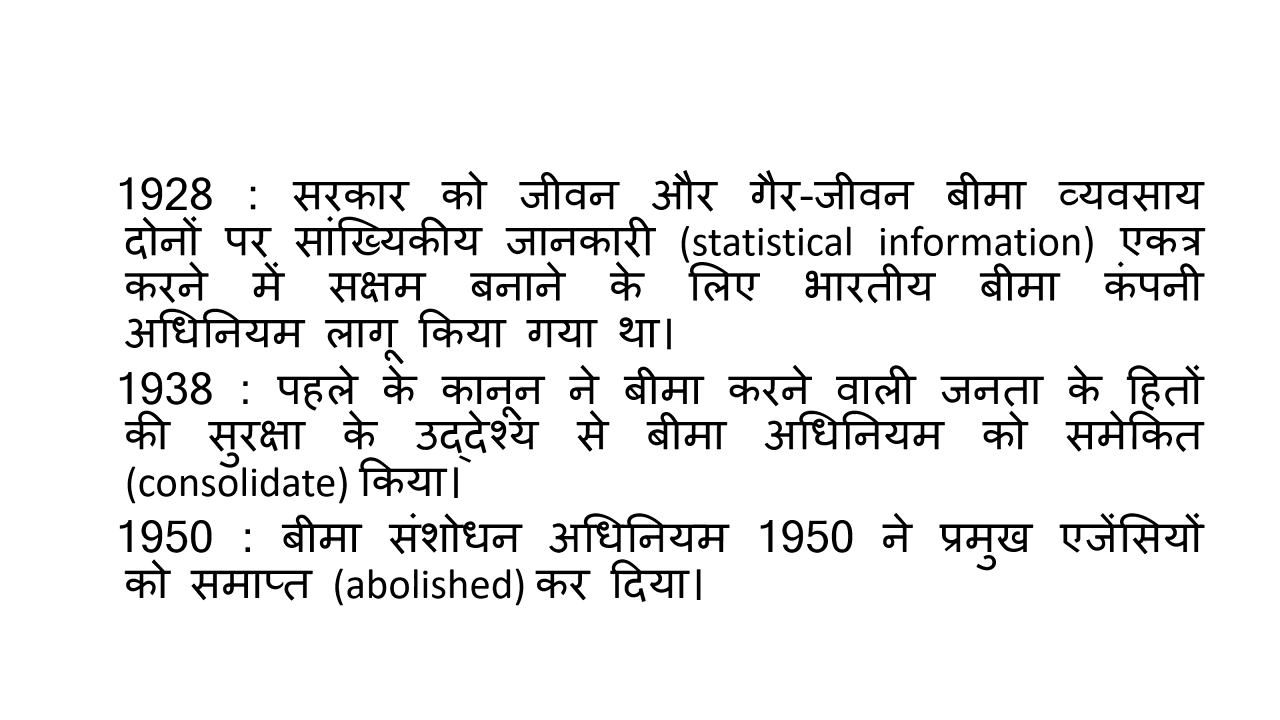 1928 : सरकार को जीवन और गैर-जीवन बीमा व्यवसाय
दोनों पर सांख्यिकीय जानकारी (statistical information) एकत्र
करने में सक्षम बनाने के लिए भारतीय बीमा कंपनी
अधिनियम लागू किया गया था।
1938 : पहले के कानून ने बीमा करने वाली जनता के हितों
की सुरक्षा के उद्देश्य से बीमा अधिनियम को समेकित
(consolidate) किया।
1950 : बीमा संशोधन अधिनियम 1950 ने प्रमुख एजेंसियों
को समाप्त (abolished) कर दिया।